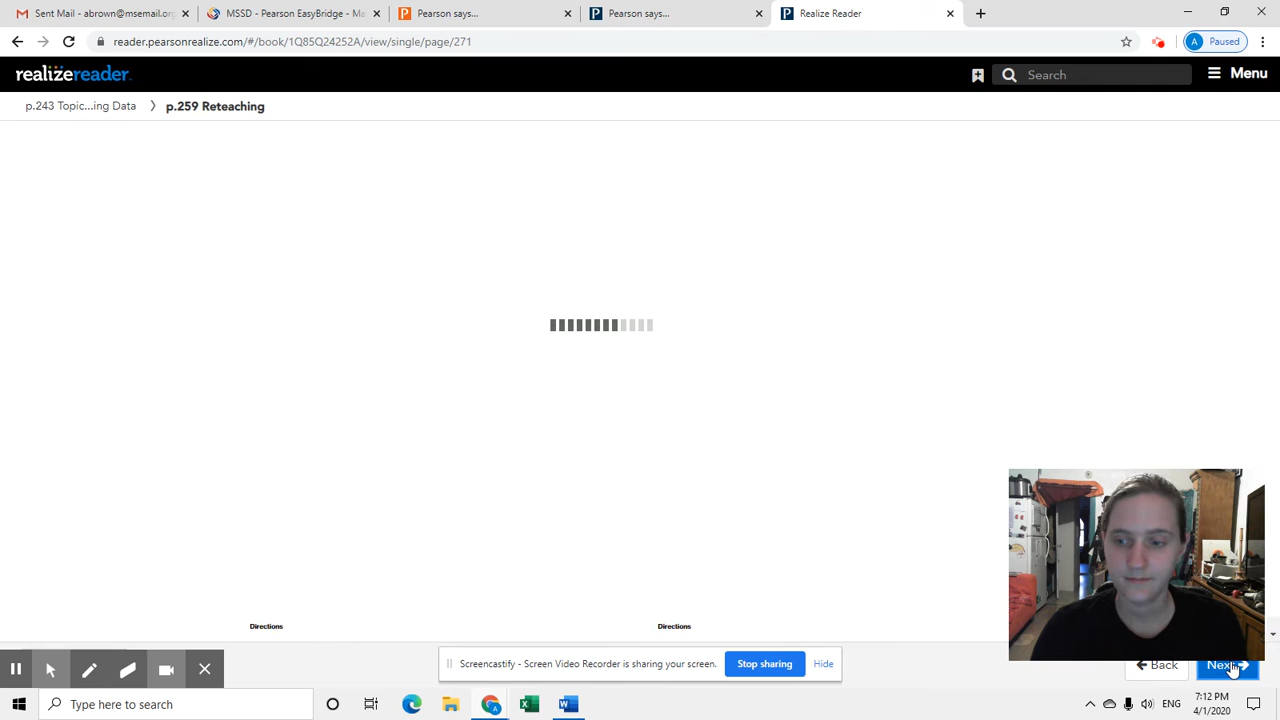 Sent Mail - abrown@msemail.org
MSSD - Pearson EasyBridge - Ma
Pearson says...
Pearson says...
Realize Reader
reader.pearsonrealize.com/#/book/1Q85Q24252A/view/single/page/271
A Paused
realizereader
Search
Menu
p.243 Topic...ing Data
p.259 Reteaching
Directions
Directions
Screencastify - Screen Video Recorder is sharing your screen.
Stop sharing
Hide
Back
Next
Type here to search
ENG
7:12 PM
4/1/2020